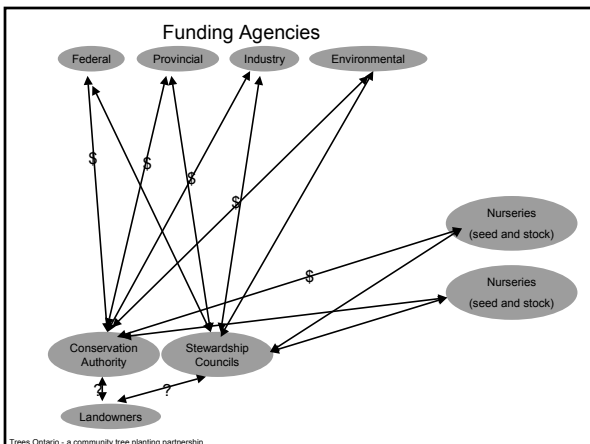 Funding Agencies
Federal
Provincial
Industry
Environmental
$
$
$
$
Nurseries
(seed and stock)
$
Nurseries
(seed and stock)
Conservation
Authority
Stewardship
Councils
?
?
Landowners
Trees Ontario - a community tree planting partnership